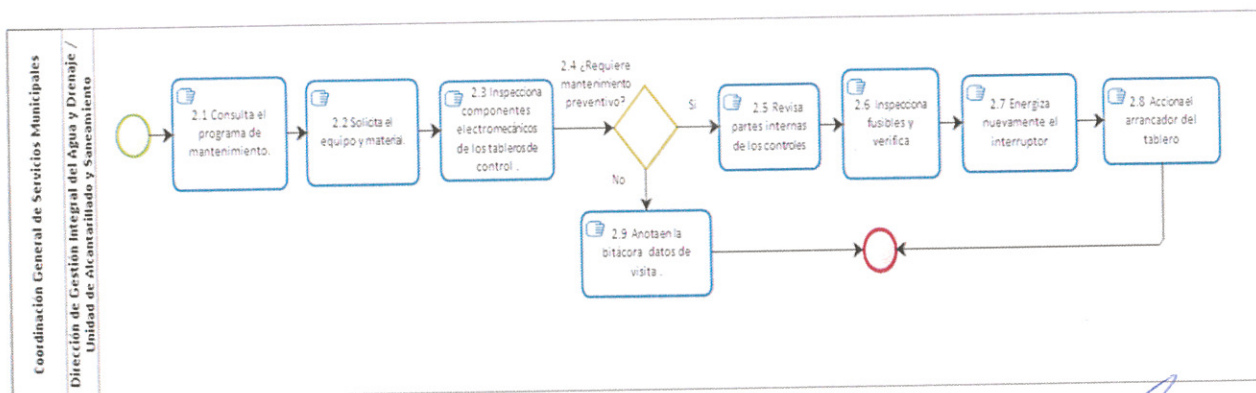 Coordinación General de Servicios Municipales
Dirección de Gestión Integral del Agua y Drenaje /
Unidad de Alcantarillado y Saneamiento
2.1 Consulta el
programa de
mantenimiento.
2.2 Solicita el
equipo y material.
2.3 Inspecciona
componentes
electromecánicos
de los tableros de
control .
2.4 ¿Requiere
mantenimiento
preventivo?
Si
No
2.5 Revisa
partes internas
de los controles
2.6 Inspecciona
fusibles y
verifica
2.7 Energiza
nuevamente el
interruptor
2.8 Acciona el
arrancador del
tablero
2.9 Anota en la
bitácora datos de
visita .